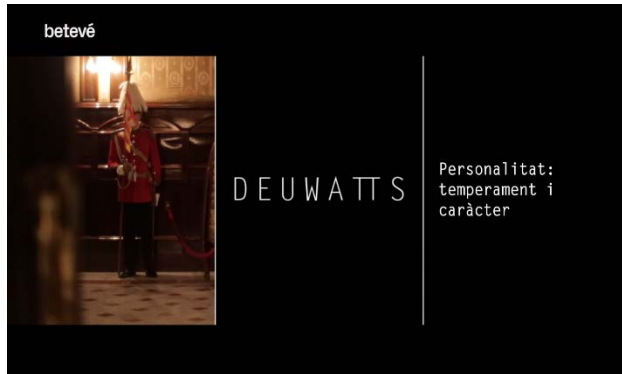 betevé
DEUWATTS
Personalitat:
temperament i
caràcter